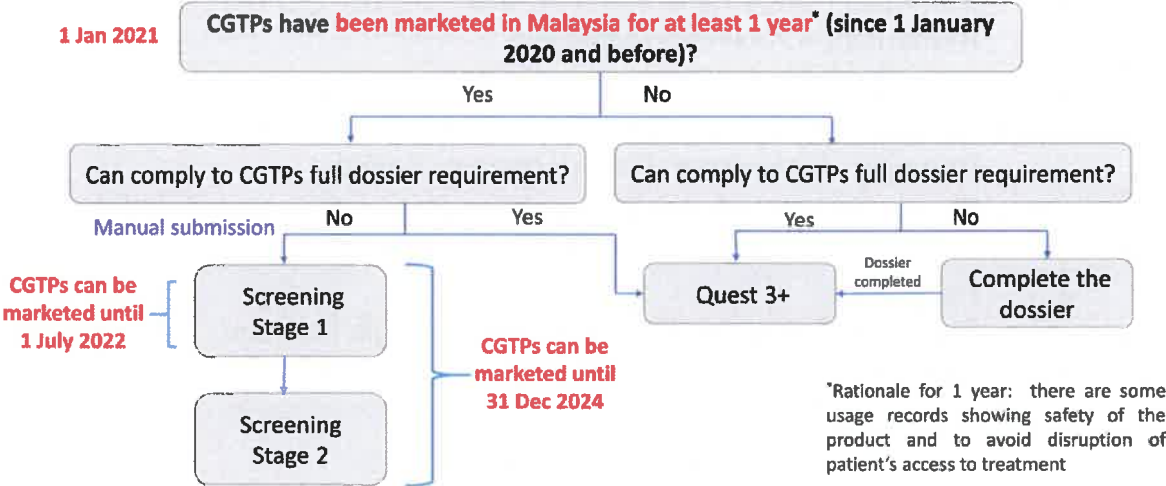 1 Jan 2021
CGTPs have been marketed in Malaysia for at least 1 year* (since 1 January
2020 and before)?
Yes
No
Can comply to CGTPs full dossier requirement?
Can comply to CGTPs full dossier requirement?
Manual submission
No
Yes
Yes
No
CGTPs can be
marketed until
1 July 2022
Screening
Stage 1
Quest 3+
Dossier
completed
Complete the
dossier
CGTPs can be
marketed until
31 Dec 2024
Screening
Stage 2
*Rationale for 1 year: there are some
usage records showing safety of the
product and to avoid disruption of
patient's access to treatment